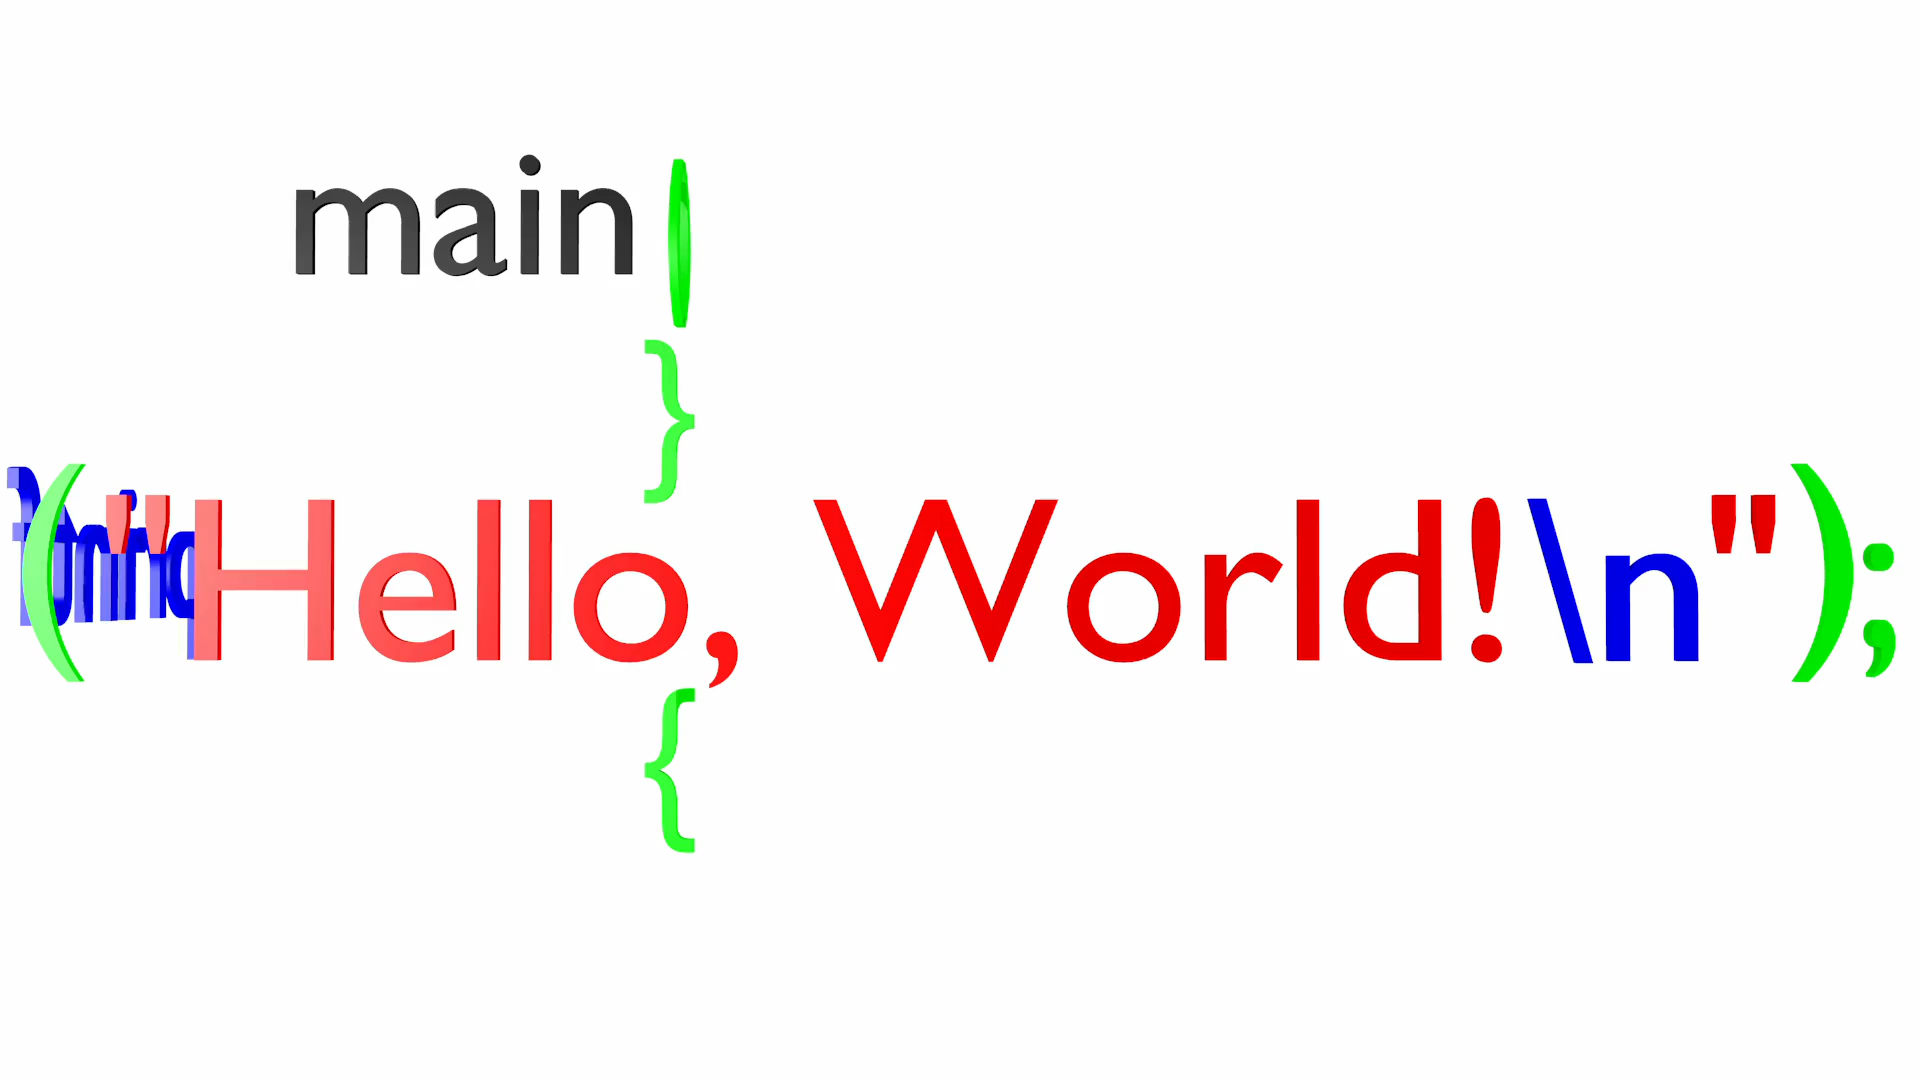 main()
}
("Hello, World!\n");
{